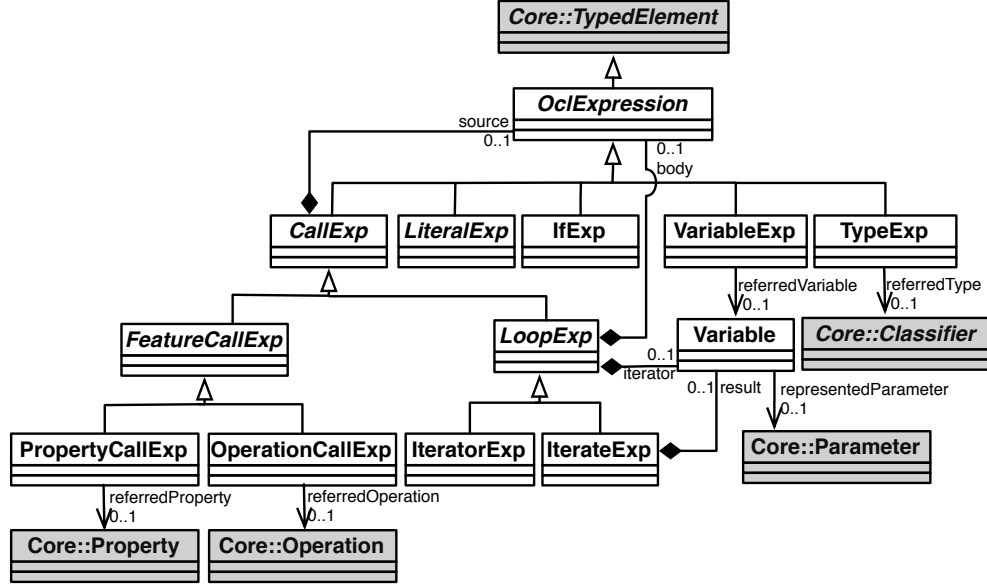 Core::TypedElement
OclExpression
source
0..1
0..1
body
CallExp
LiteralExp
IfExp
VariableExp
TypeExp
referredVariable
0..1
referredType
0..1
FeatureCallExp
LoopExp
0..1
iterator
Variable
Core::Classifier
0..1 result
representedParameter
0..1
PropertyCallExp
OperationCallExp
IteratorExp
IterateExp
Core::Parameter
referredProperty
0..1
referredOperation
0..1
Core::Property
Core::Operation